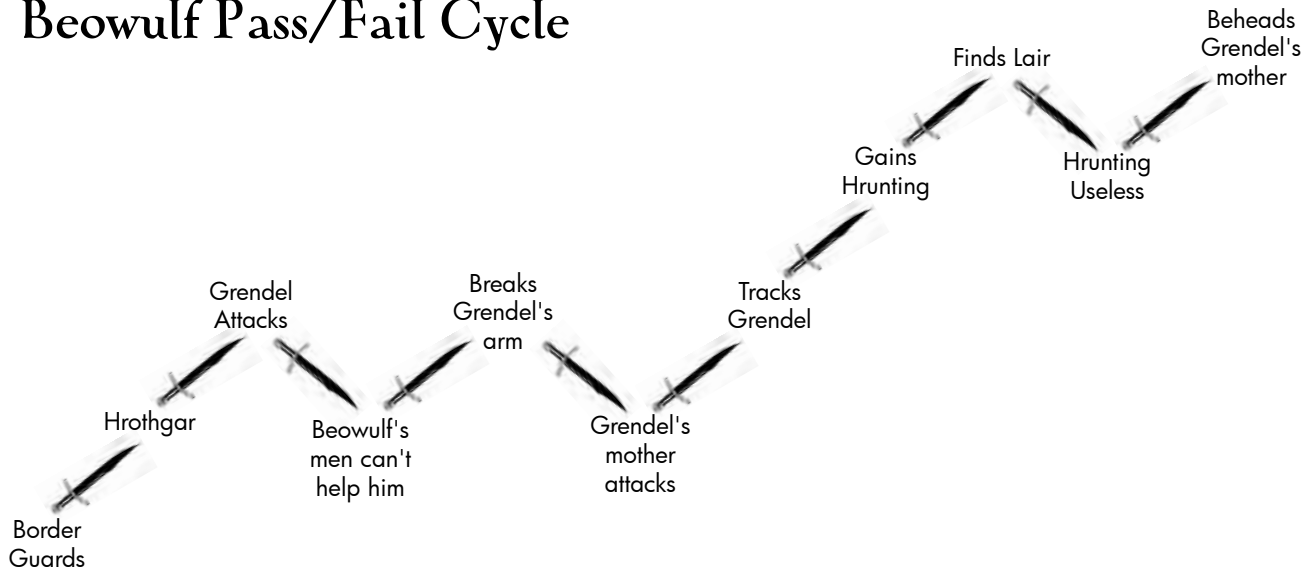 Beowulf Pass/Fail Cycle
Border
Guards
Hrothgar
Grendel
Attacks
Beowulf's
men can't
help him
Breaks
Grendel's
arm
Grendel's
mother
attacks
Tracks
Grendel
Gains
Hrunting
Finds Lair
Hrunting
Useless
Beheads
Grendel's
mother